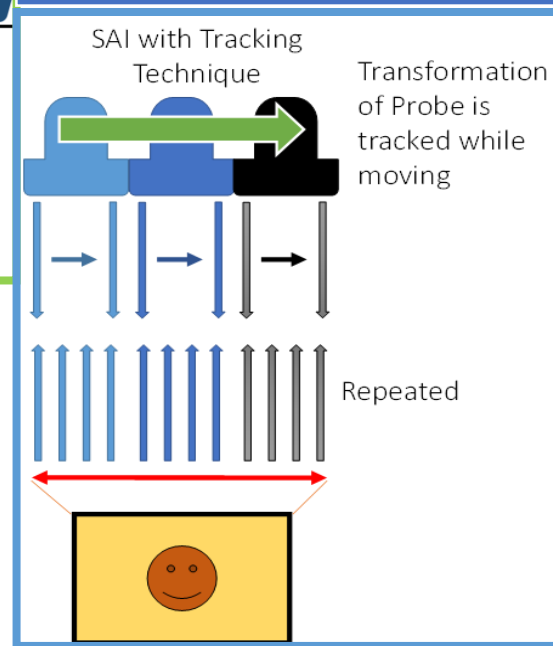 SAI with Tracking
Technique
Transformation
of Probe is
tracked while
moving
Repeated